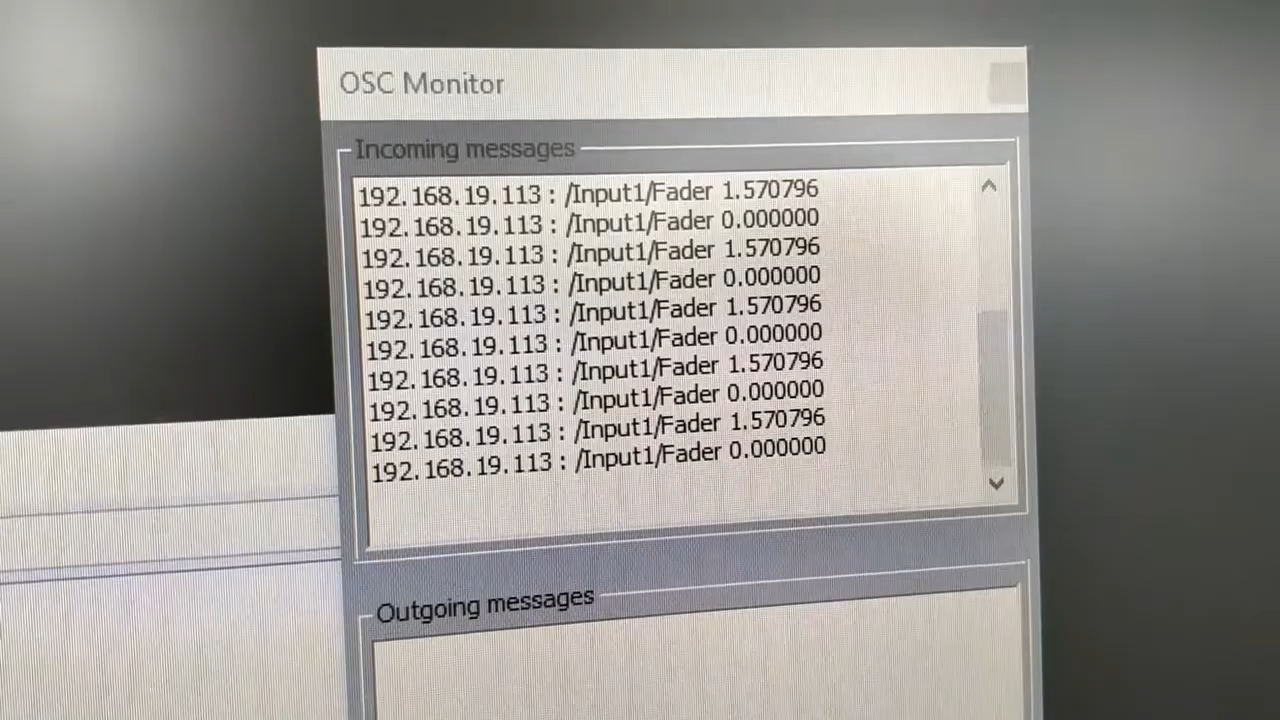 OSC Monitor
Incoming messages
192.168.19.113 : /Input1/Fader 1.570796
192.168.19.113 : /Input1/Fader 0.000000
192.168.19.113 : /Input1/Fader 1.570796
192.168.19.113 : /Input1/Fader 0.000000
192.168.19.113 : /Input1/Fader 1.570796
192.168.19.113 : /Input1/Fader 0.000000
192.168.19.113 : /Input1/Fader 1.570796
192.168.19.113 : /Input1/Fader 0.000000
192.168.19.113 : /Input1/Fader 1.570796
192.168.19.113 : /Input1/Fader 0.000000
Outgoing messages